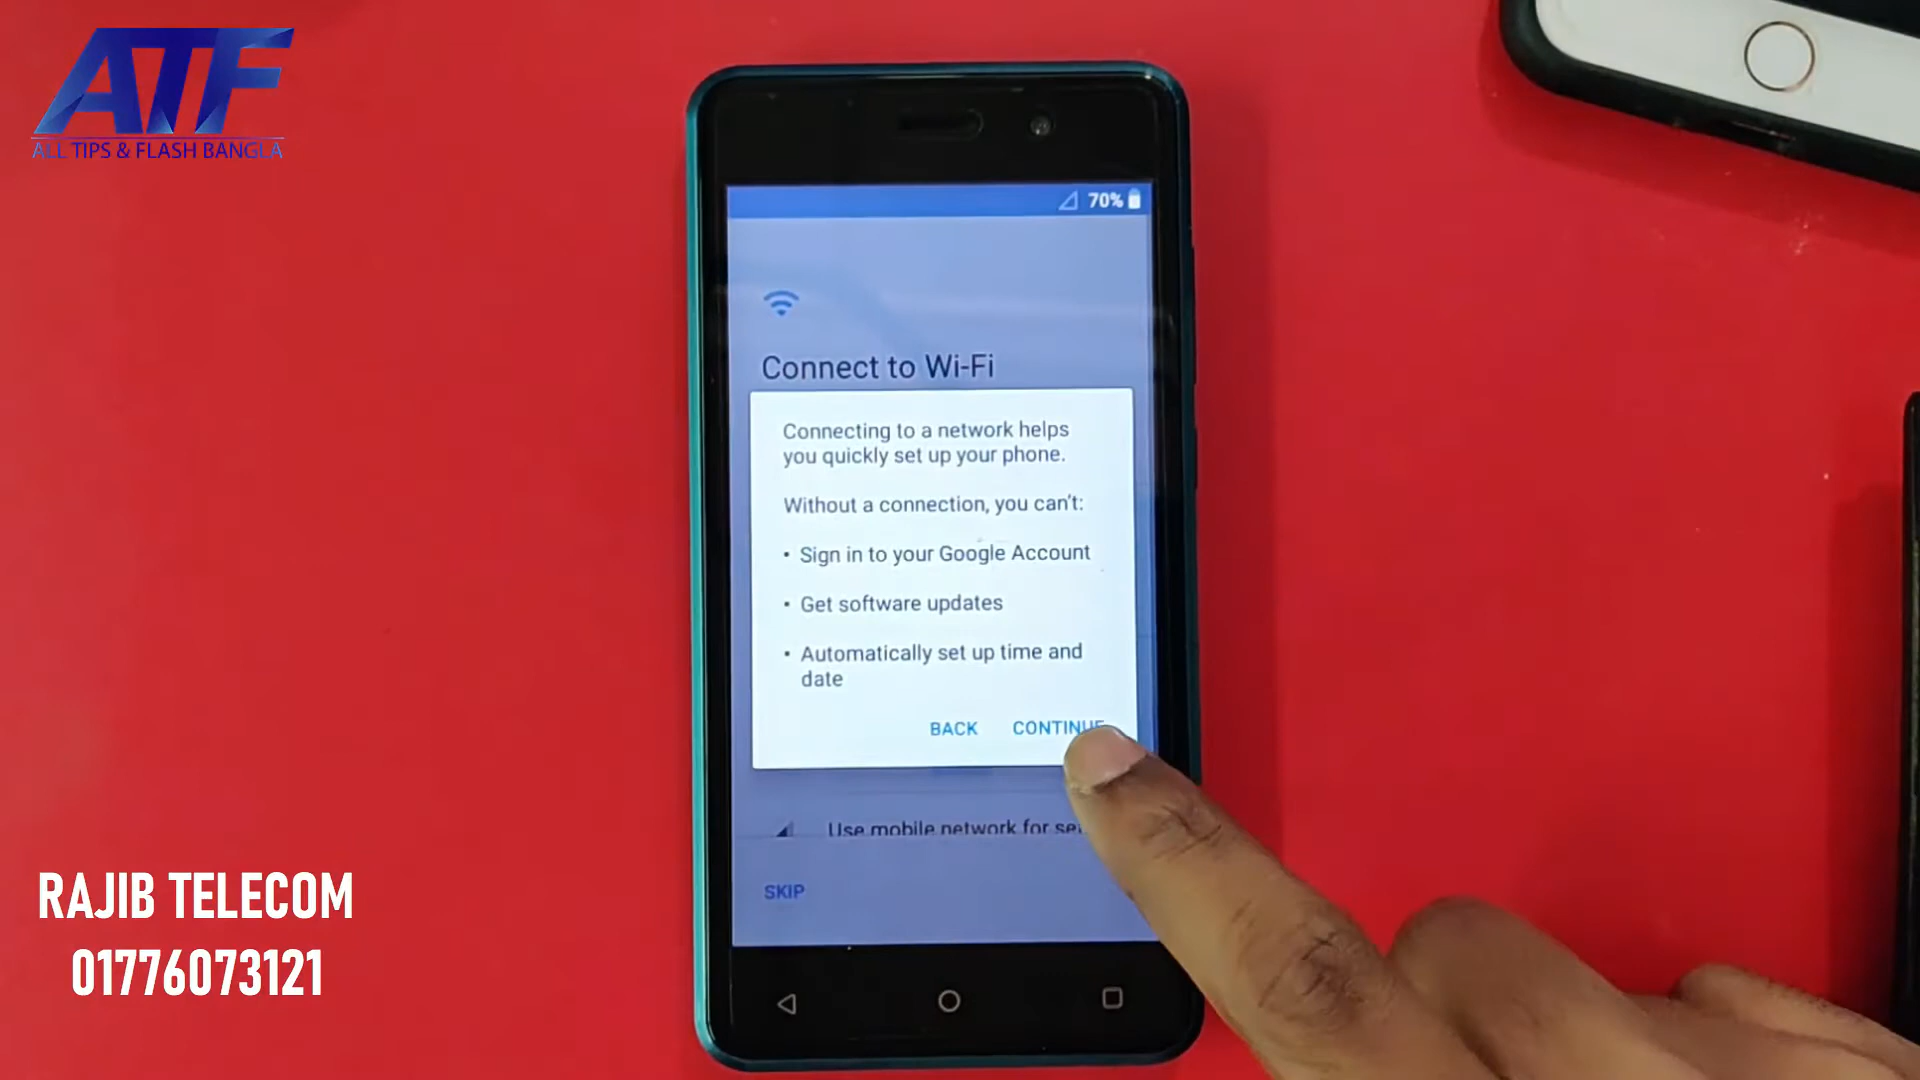 ATF
ALL TIPS & FLASH BANGLA
70%
Connect to Wi-Fi
Connecting to a network helps
you quickly set up your phone.
Without a connection, you can't:
• Sign in to your Google Account
• Get software updates
• Automatically set up time and
date
BACK CONTINUE
Use mobile network for
SKIP
RAJIB TELECOM
01776073121